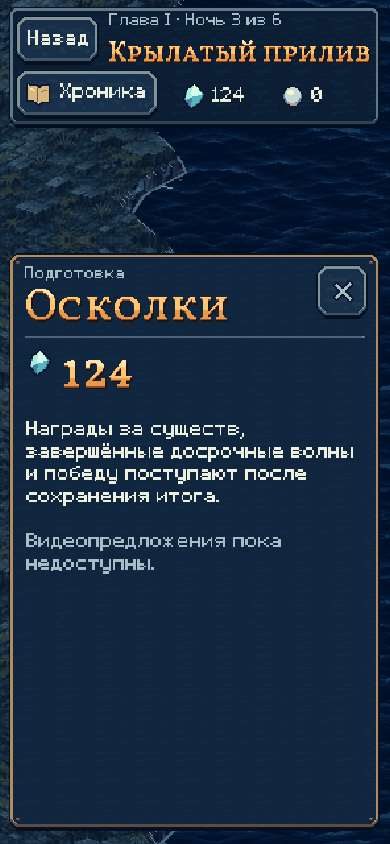 Назад
Глава I · Ночь 3 из 6
Крылатый прилив
Хроника
124
0
Подготовка
Осколки
124
Награды за существ,
завершённые досрочные волны
и победу поступают после
сохранения итога.
Видеопредложения пока
недоступны.